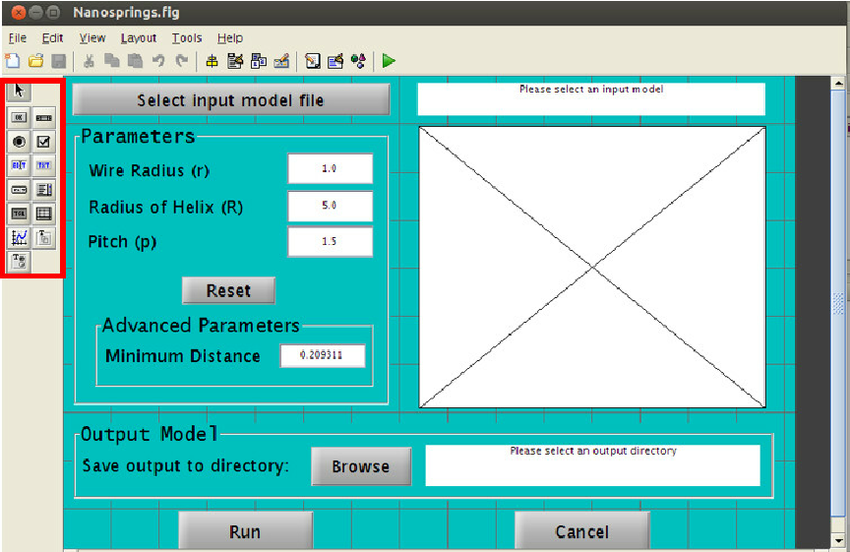 Nanosprings.fig
File Edit View Layout Tools Help
Select input model file
Please select an input model
Parameters
Wire Radius (r) 1.0
Radius of Helix (R) 5.0
Pitch (p) 1.5
Reset
Advanced Parameters
Minimum Distance 0.209311
Output Model
Save output to directory: Browse
Please select an output directory
Run Cancel